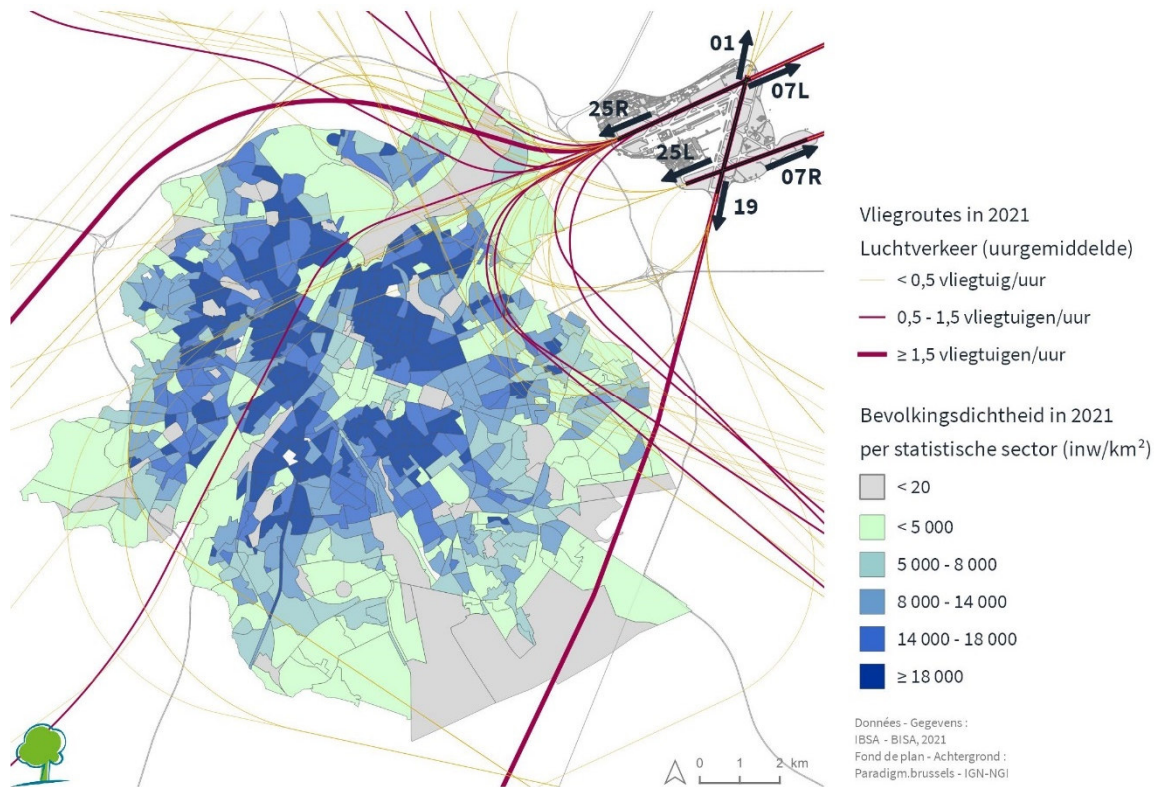 01
07L
25R
25L
07R
19
Vliegroutes in 2021
Luchtverkeer (uurgemiddelde)
< 0,5 vliegtuig/uur
0,5 - 1,5 vliegtuigen/uur
≥ 1,5 vliegtuigen/uur
Bevolkingsdichtheid in 2021
per statistische sector (inw/km²)
< 20
< 5 000
5 000 - 8 000
8 000 - 14 000
14 000 - 18 000
≥ 18 000
Données - Gegevens :
IBSA - BISA, 2021
Fond de plan - Achtergrond :
Paradigm.brussels - IGN-NGI
0 1 2 km